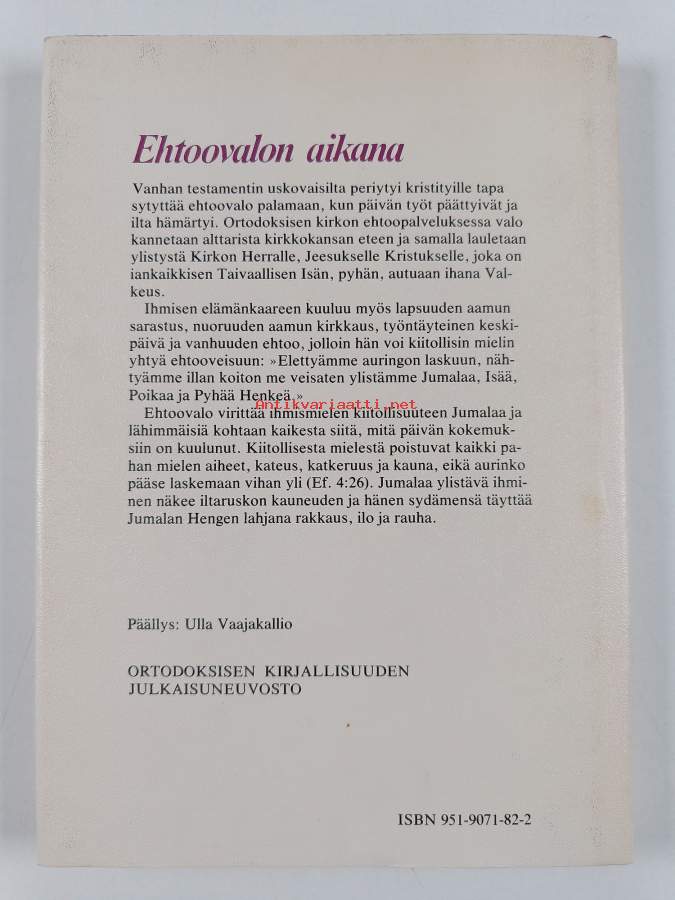 Ehtoovalon aikana
Vanhan testamentin uskovaisilta periytyi kristityille tapa
sytyttää ehtoovalo palamaan, kun päivän työt päättyivät ja
ilta hämärtyi. Ortodoksisen kirkon ehtoopalveluksessa valo
kannetaan alttarista kirkkokansan eteen ja samalla lauletaan
ylistystä Kirkon Herralle, Jeesukselle Kristukselle, joka on
iankaikkisen Taivaallisen Isän, pyhän, autuaan ihana Val-
keus.
Ihmisen elämänkaareen kuuluu myös lapsuuden aamun
sarastus, nuoruuden aamun kirkkaus, työntäyteinen keski-
päivä ja vanhuuden ehtoo, jolloin hän voi kiitollisin mielin
yhtyä ehtooveisuun: »Elettyämme auringon laskuun, näh-
tyämme illan koiton me veisaten ylistämme Jumalaa, Isää,
Poikaa ja Pyhää Henkeä.»
Antikvariaatti.net
Ehtoovalo virittää ihmismielen kiitollisuuteen Jumalaa ja
lähimmäisiä kohtaan kaikesta siitä, mitä päivän kokemuk-
siin on kuulunut. Kiitollisesta mielestä poistuvat kaikki pa-
han mielen aiheet, kateus, katkeruus ja kauna, eikä aurinko
pääse laskemaan vihan yli (Ef. 4:26). Jumalaa ylistävä ihmi-
nen näkee iltaruskon kauneuden ja hänen sydämensä täyttää
Jumalan Hengen lahjana rakkaus, ilo ja rauha.
Päällys: Ulla Vaajakallio
ORTODOKSISEN KIRJALLISUUDEN
JULKAISUNEUVOSTO
ISBN 951-9071-82-2